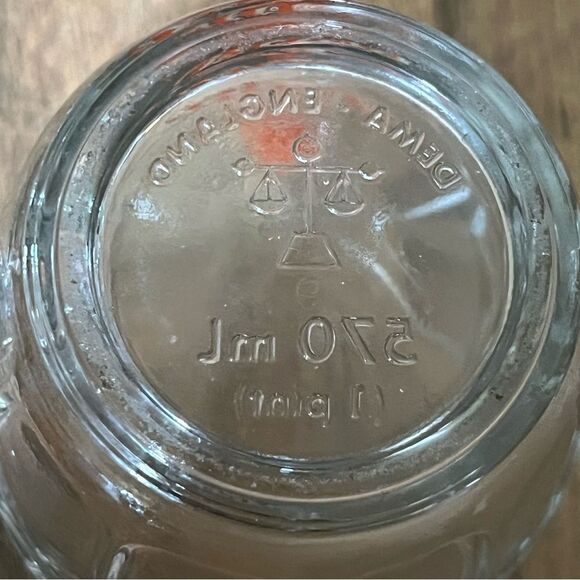 DEMA - ENGLAND
570 mL
(1 pint)